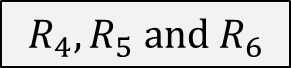 R₄, R₅ and R₆